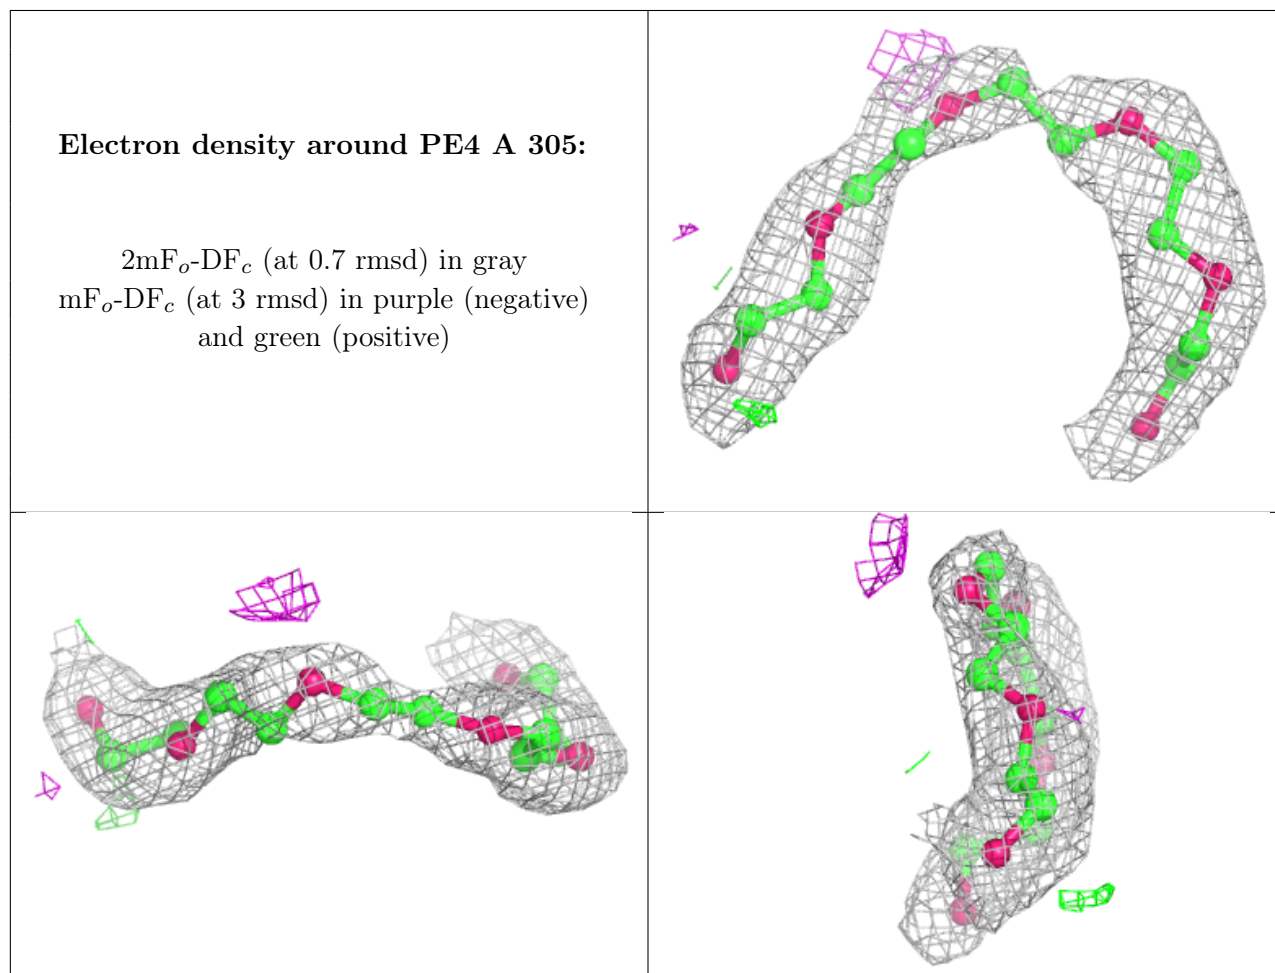 Electron density around PE4 A 305:
2mFo-DFc (at 0.7 rmsd) in gray
mFo-DFc (at 3 rmsd) in purple (negative)
and green (positive)